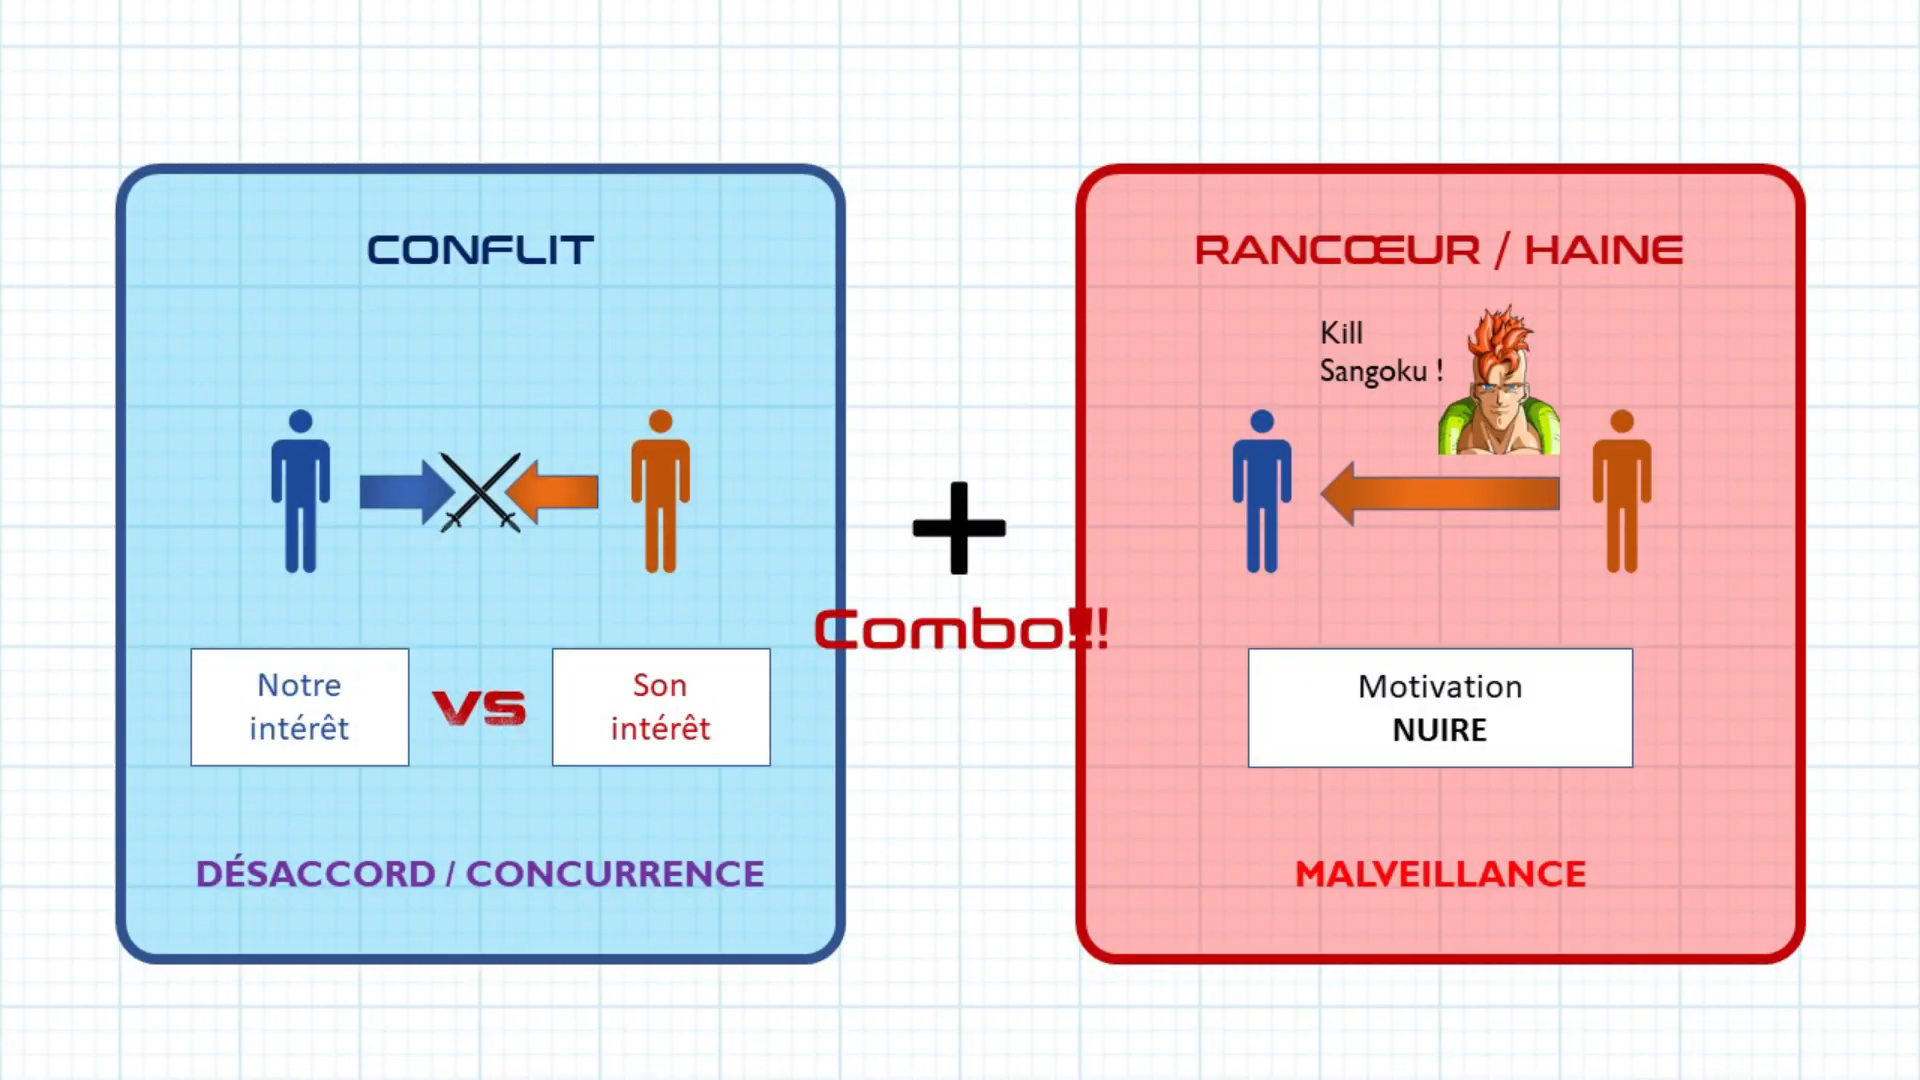 CONFLIT
Notre
intérêt
VS
Son
intérêt
DÉSACCORD / CONCURRENCE
Combo!!!
RANCŒUR / HAINE
Kill
Sangoku !
Motivation
NUIRE
MALVEILLANCE